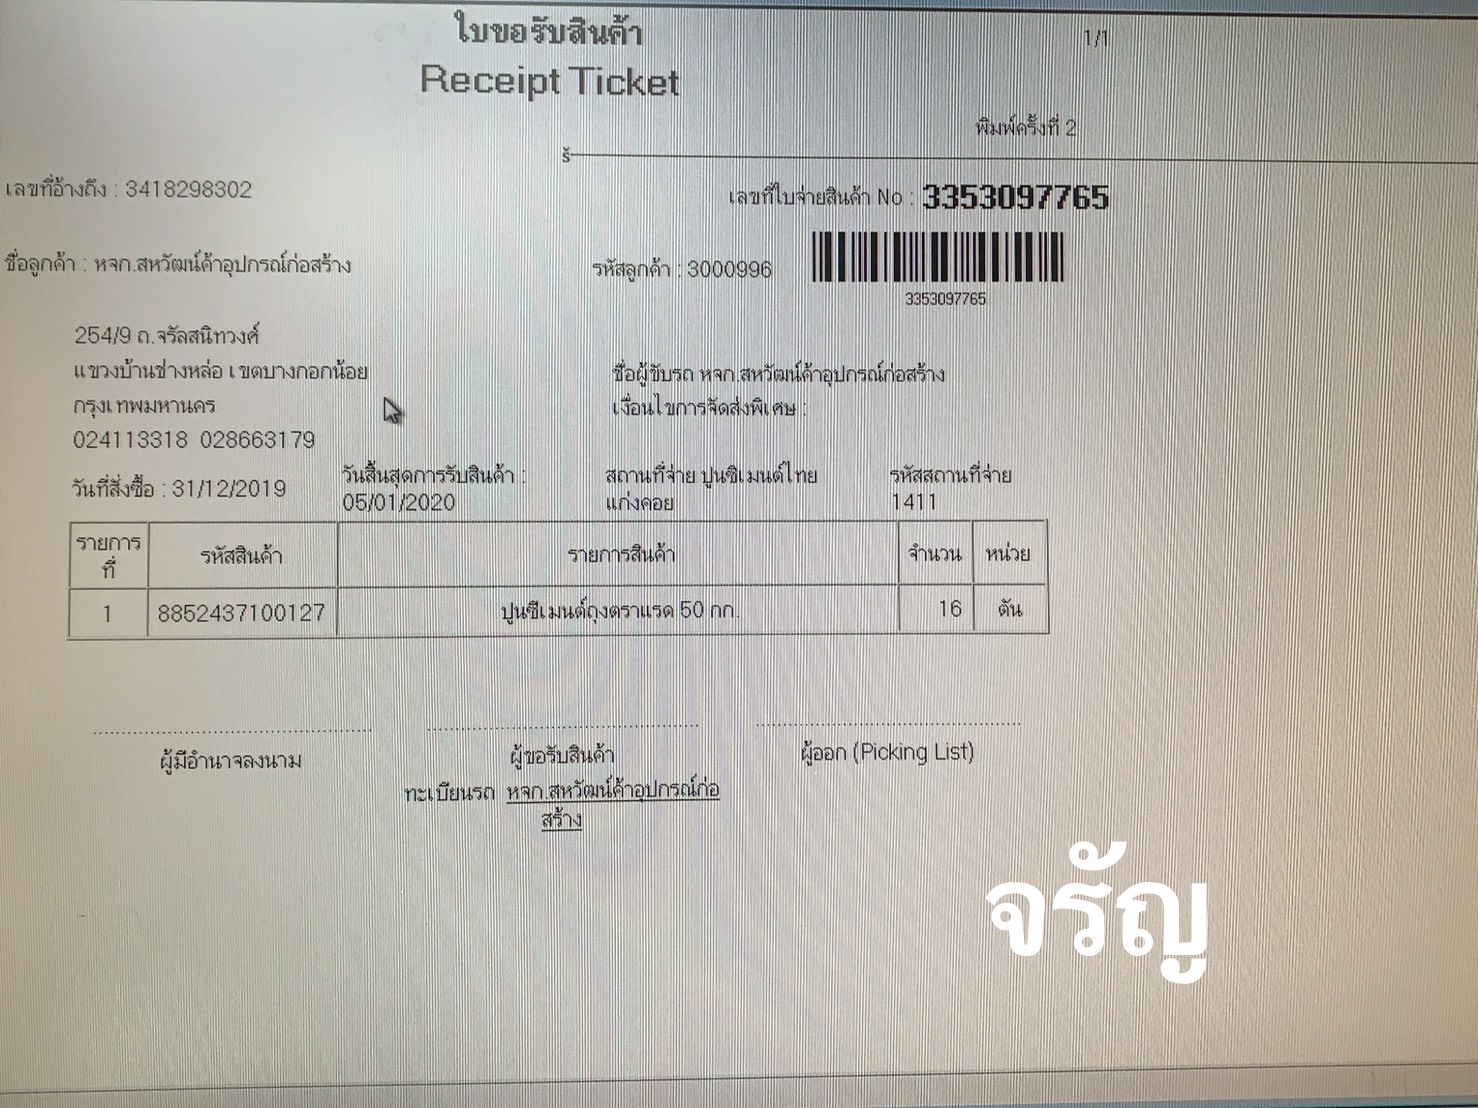 ใบขอรับสินค้า
1/1
Receipt Ticket
พิมพ์ครั้งที่ 2
รั
เลขที่อ้างถึง : 3418298302
เลขที่ใบจ่ายสินค้า No : 3353097765
ชื่อลูกค้า : หจก.สหวัฒน์ค้าอุปกรณ์ก่อสร้าง
รหัสลูกค้า : 3000996
3353097765
254/9 ถ.จรัลสนิทวงศ์
แขวงบ้านช่างหล่อ เขตบางกอกน้อย
ชื่อผู้ขับรถ หจก.สหวัฒน์ค้าอุปกรณ์ก่อสร้าง
กรุงเทพมหานคร
เงื่อนไขการจัดส่งพิเศษ :
024113318 028663179
วันที่สั่งซื้อ : 31/12/2019
วันสิ้นสุดการรับสินค้า :
05/01/2020
สถานที่จ่าย ปูนซิเมนต์ไทย
แก่งคอย
รหัสสถานที่จ่าย
1411
รายการ
ที่
รหัสสินค้า
รายการสินค้า
จำนวน
หน่วย
1 8852437100127 ปูนซีเมนต์ถุงตราแรด 50 กก. 16 ตัน
ผู้มีอำนาจลงนาม
ผู้ขอรับสินค้า
ผู้ออก (Picking List)
ทะเบียนรถ หจก.สหวัฒน์ค้าอุปกรณ์ก่อ
สร้าง
จรัญ